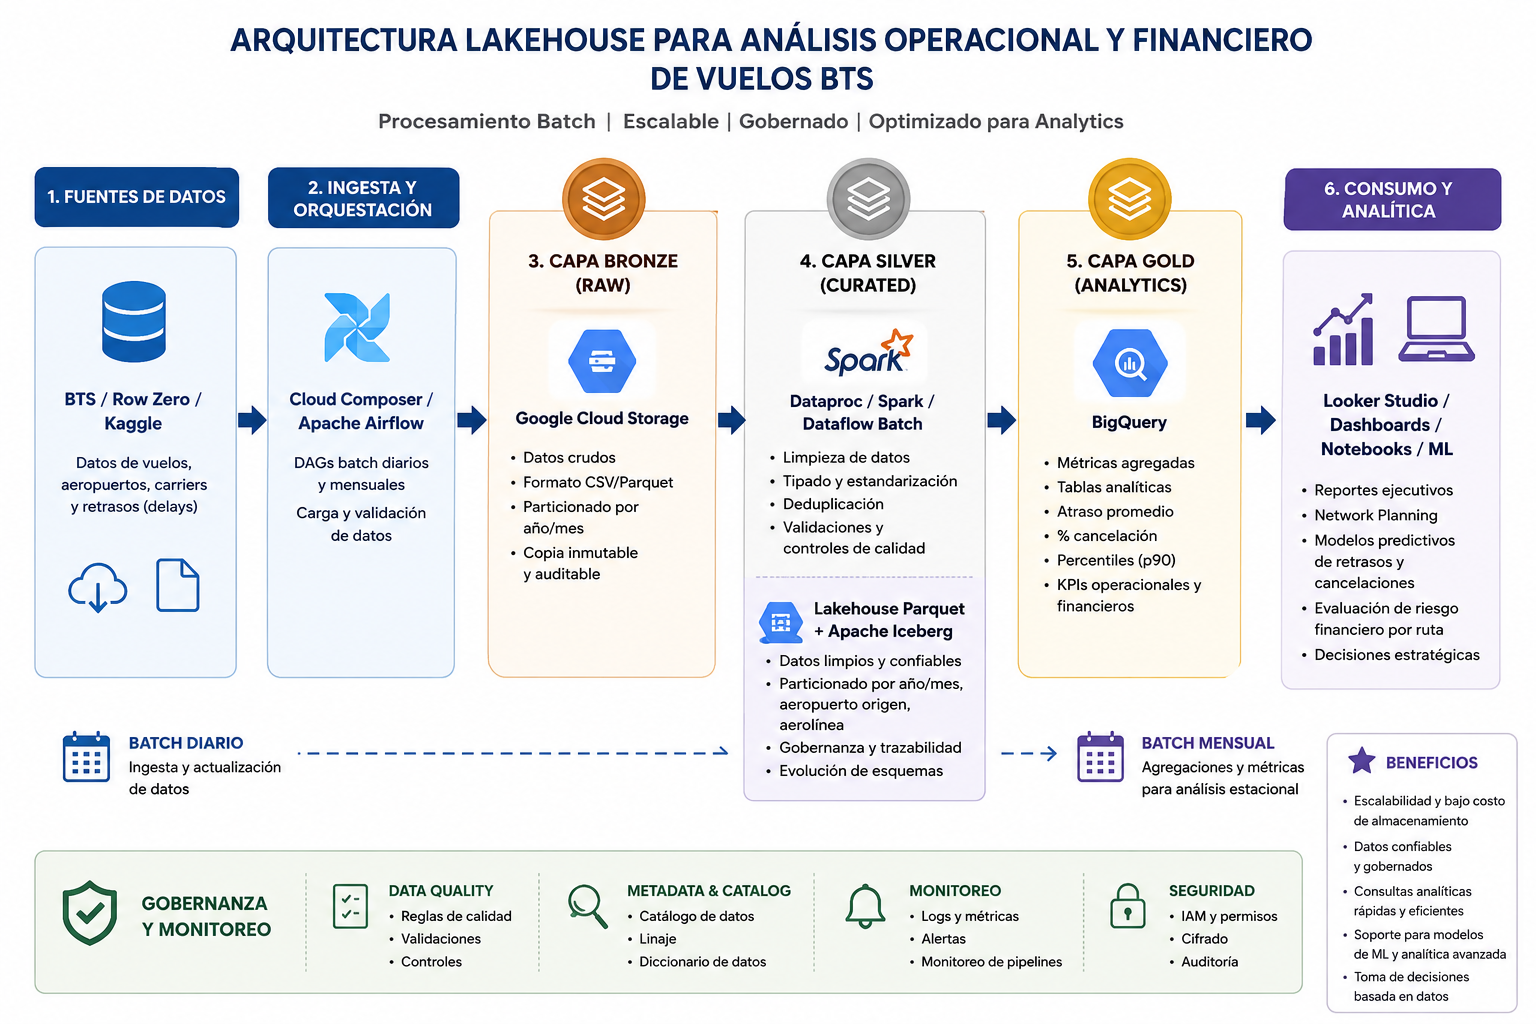 ARQUITECTURA LAKEHOUSE PARA ANÁLISIS OPERACIONAL Y FINANCIERO
DE VUELOS BTS
Procesamiento Batch | Escalable | Gobernado | Optimizado para Analytics
1. FUENTES DE DATOS
BTS / Row Zero /
Kaggle
Datos de vuelos,
aeropuertos, carriers
y retrasos (delays)
2. INGESTA Y
ORQUESTACIÓN
Cloud Composer /
Apache Airflow
DAGs batch diarios
y mensuales
Carga y validación
de datos
3. CAPA BRONZE
(RAW)
Google Cloud Storage
• Datos crudos
• Formato CSV/Parquet
• Particionado por
año/mes
• Copia inmutable
y auditable
4. CAPA SILVER
(CURATED)
Spark
Dataproc / Spark /
Dataflow Batch
• Limpieza de datos
• Tipado y estandarización
• Deduplicación
• Validaciones y
controles de calidad
Lakehouse Parquet
+ Apache Iceberg
• Datos limpios y confiables
• Particionado por año/mes,
aeropuerto origen,
aerolínea
• Gobernanza y trazabilidad
• Evolución de esquemas
5. CAPA GOLD
(ANALYTICS)
BigQuery
• Métricas agregadas
• Tablas analíticas
• Atraso promedio
• % cancelación
• Percentiles (p90)
• KPIs operacionales y
financieros
6. CONSUMO Y
ANALÍTICA
Looker Studio /
Dashboards /
Notebooks / ML
• Reportes ejecutivos
• Network Planning
• Modelos predictivos
de retrasos y
cancelaciones
• Evaluación de riesgo
financiero por ruta
• Decisiones estratégicas
BATCH DIARIO
Ingesta y actualización
de datos
BATCH MENSUAL
Agregaciones y métricas
para análisis estacional
BENEFICIOS
• Escalabilidad y bajo costo
de almacenamiento
• Datos confiables
y gobernados
• Consultas analíticas
rápidas y eficientes
• Soporte para modelos
de ML y analítica avanzada
• Toma de decisiones
basada en datos
GOBERNANZA
Y MONITOREO
DATA QUALITY
• Reglas de calidad
• Validaciones
• Controles
METADATA & CATALOG
• Catálogo de datos
• Linaje
• Diccionario de datos
MONITOREO
• Logs y métricas
• Alertas
• Monitoreo de pipelines
SEGURIDAD
• IAM y permisos
• Cifrado
• Auditoría